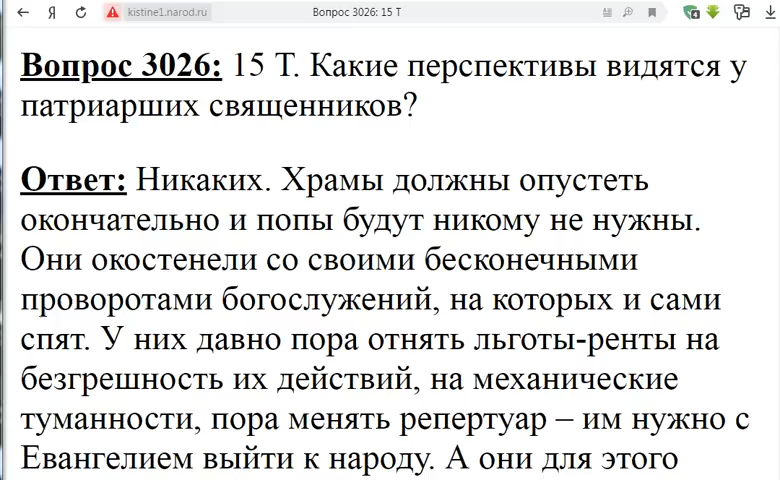 kistine1.narod.ru
Вопрос 3026: 15 Т
4
Вопрос 3026: 15 Т. Какие перспективы видятся у
патриарших священников?
Ответ: Никаких. Храмы должны опустеть
окончательно и попы будут никому не нужны.
Они окостенели со своими бесконечными
проворотами богослужений, на которых и сами
спят. У них давно пора отнять льготы-ренты на
безгрешность их действий, на механические
туманности, пора менять репертуар – им нужно с
Евангелием выйти к народу. А они для этого